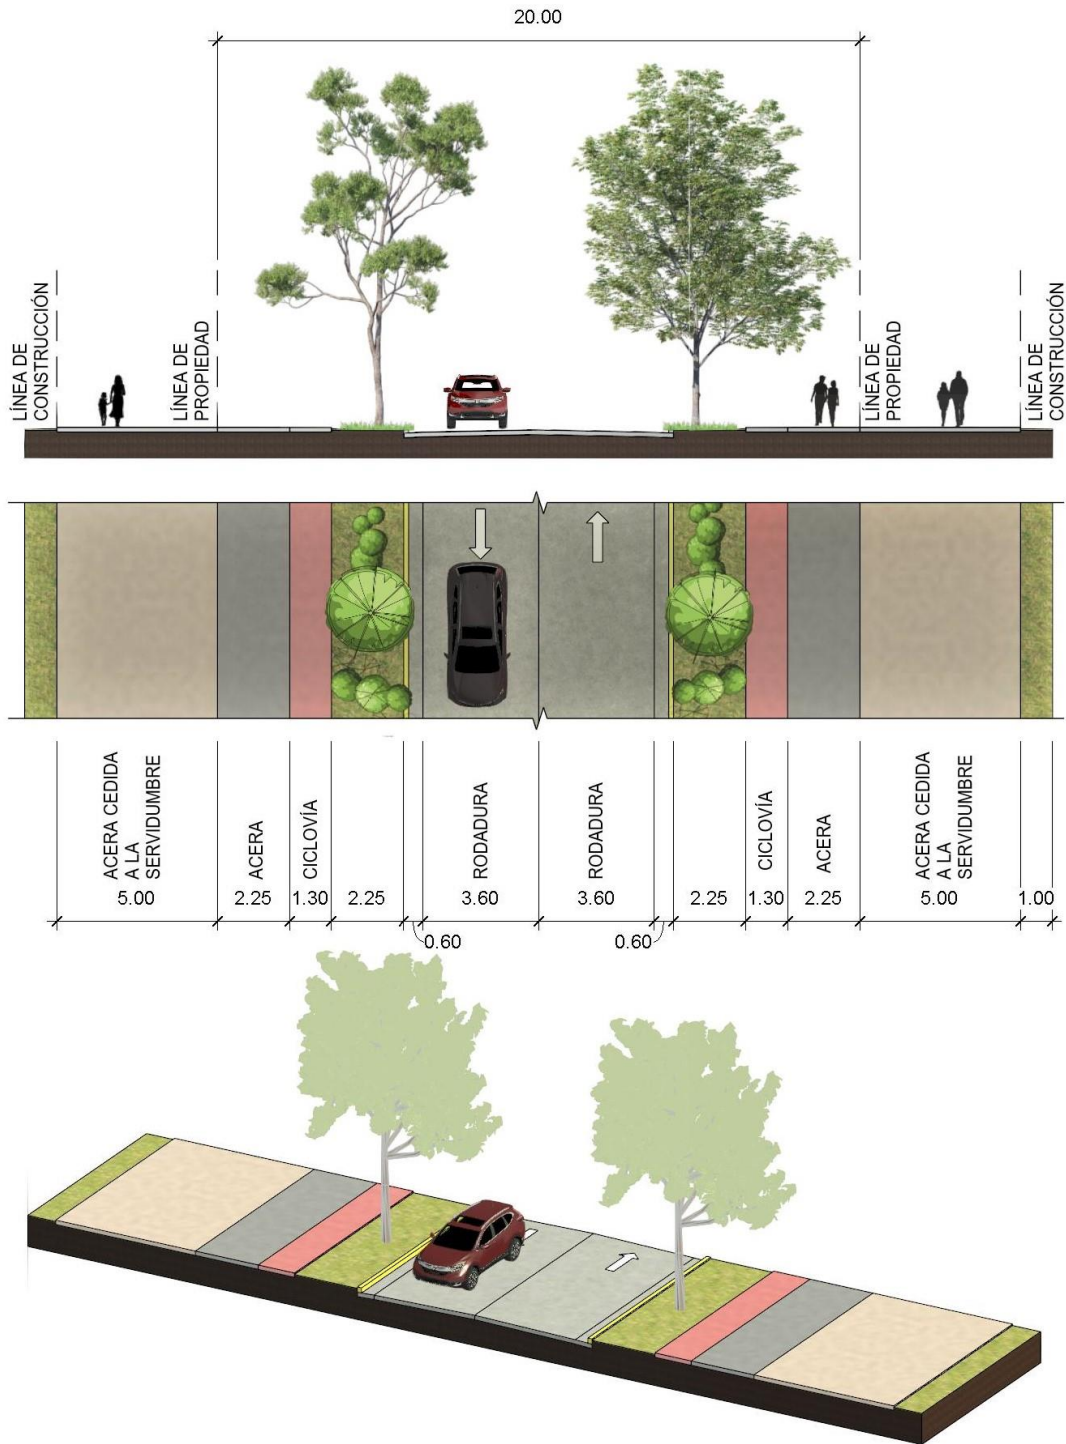 20.00
LÍNEA DE
CONSTRUCCIÓN
LÍNEA DE
PROPIEDAD
LÍNEA DE
PROPIEDAD
LÍNEA DE
CONSTRUCCIÓN
ACERA CEDIDA
A LA
SERVIDUMBRE
ACERA
CICLOVÍA
RODADURA
RODADURA
CICLOVÍA
ACERA
ACERA CEDIDA
A LA
SERVIDUMBRE
5.00 2.25 1.30 2.25 3.60 3.60 2.25 1.30 2.25 5.00 1.00
0.60 0.60